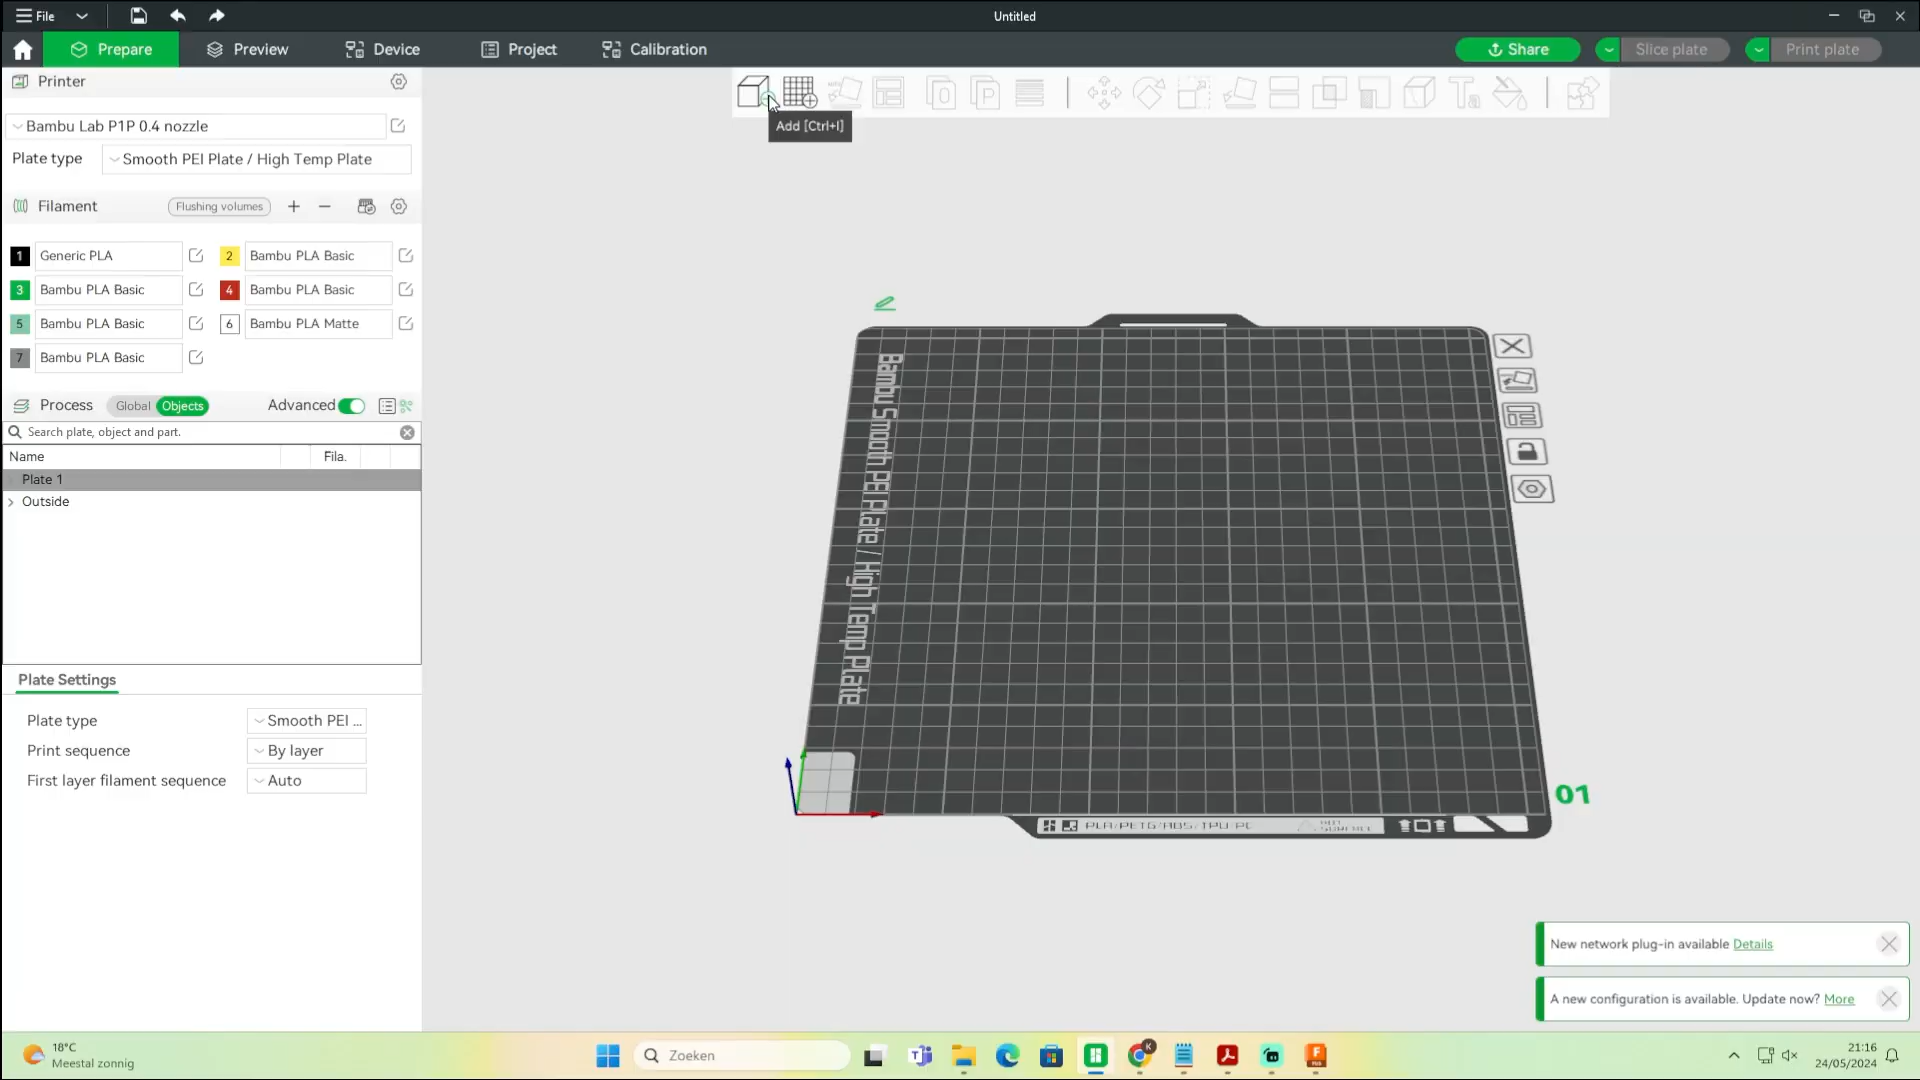 File
Untitled
Prepare
Preview
Device
Project
Calibration
Share
Slice plate
Print plate
Printer
Add [Ctrl+I]
Bambu Lab P1P 0.4 nozzle
Plate type
Smooth PEI Plate / High Temp Plate
Filament
Flushing volumes
1 Generic PLA
2 Bambu PLA Basic
3 Bambu PLA Basic
4 Bambu PLA Basic
5 Bambu PLA Basic
6 Bambu PLA Matte
7 Bambu PLA Basic
Process
Global
Objects
Advanced
Search plate, object and part.
Name
Fila.
Plate 1
Outside
Bambu Smooth PEI Plate / High Temp Plate
Plate Settings
Plate type
Smooth PEI ...
Print sequence
By layer
First layer filament sequence
Auto
01
PLA/PETG/ABS/TPU/PC
HOT SURFACE
New network plug-in available Details
A new configuration is available. Update now? More
18°C
Meestal zonnig
Zoeken
K
21:16
24/05/2024